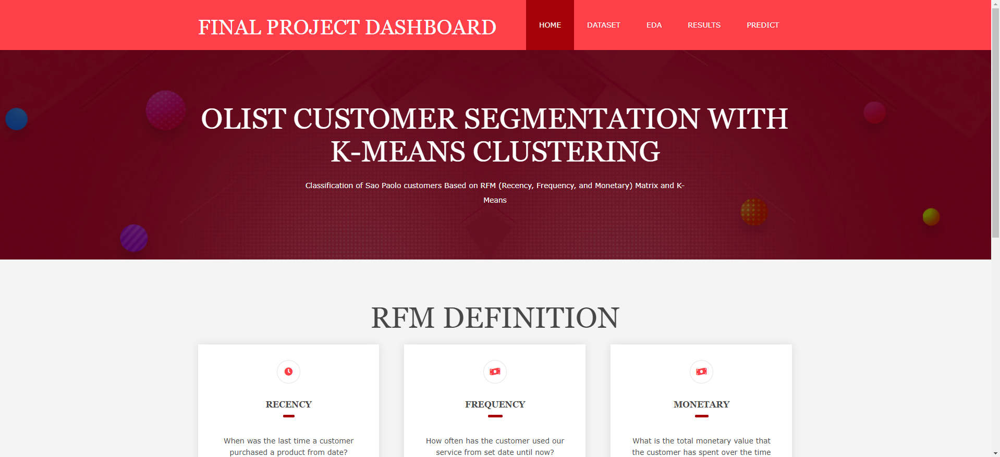 FINAL PROJECT DASHBOARD
HOME
DATASET
EDA
RESULTS
PREDICT
OLIST CUSTOMER SEGMENTATION WITH
K-MEANS CLUSTERING
Classification of Sao Paolo customers Based on RFM (Recency, Frequency, and Monetary) Matrix and K-
Means
RFM DEFINITION
RECENCY
When was the last time a customer
purchased a product from date?
FREQUENCY
How often has the customer used our
service from set date until now?
MONETARY
What is the total monetary value that
the customer has spent over the time